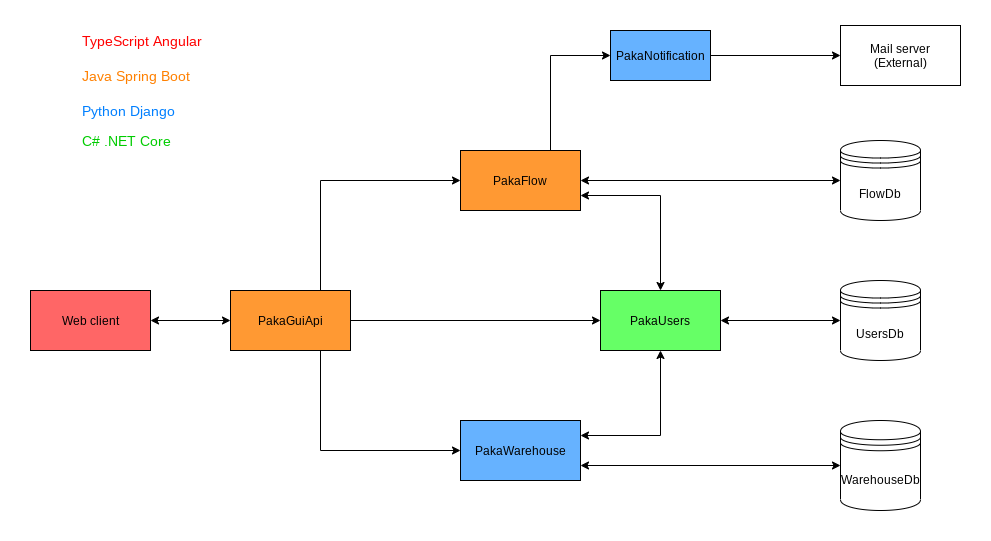 TypeScript Angular
Java Spring Boot
Python Django
C# .NET Core
PakaNotification
Mail server
(External)
PakaFlow
FlowDb
Web client
PakaGuiApi
PakaUsers
UsersDb
PakaWarehouse
WarehouseDb